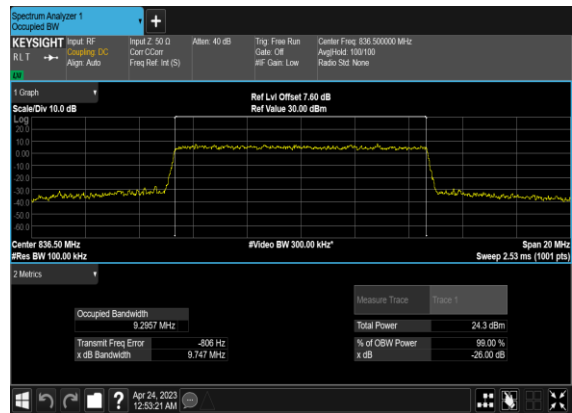 Spectrum Analyzer 1
Occupied BW
+
KEYSIGHT Input: RF Input Z: 50 Ω Atten: 40 dB Trig: Free Run Center Freq: 836.500000 MHz
RLT Coupling: DC Corr CCorr Gate: Off Avg|Hold: 100/100
Align: Auto Freq Ref: Int (S) #IF Gain: Low Radio Std: None
1 Graph
Ref Lvl Offset 7.60 dB
Scale/Div 10.0 dB Ref Value 30.00 dBm
Log
20.0
10.0
0.00
-10.0
-20.0
-30.0
-40.0
-50.0
-60.0
Center 836.50 MHz #Video BW 300.00 kHz* Span 20 MHz
#Res BW 100.00 kHz Sweep 2.53 ms (1001 pts)
2 Metrics
Measure Trace Trace 1
Occupied Bandwidth
9.2957 MHz Total Power 24.3 dBm
Transmit Freq Error -806 Hz % of OBW Power 99.00 %
x dB Bandwidth 9.747 MHz x dB -26.00 dB
? Apr 24, 2023
12:53:21 AM